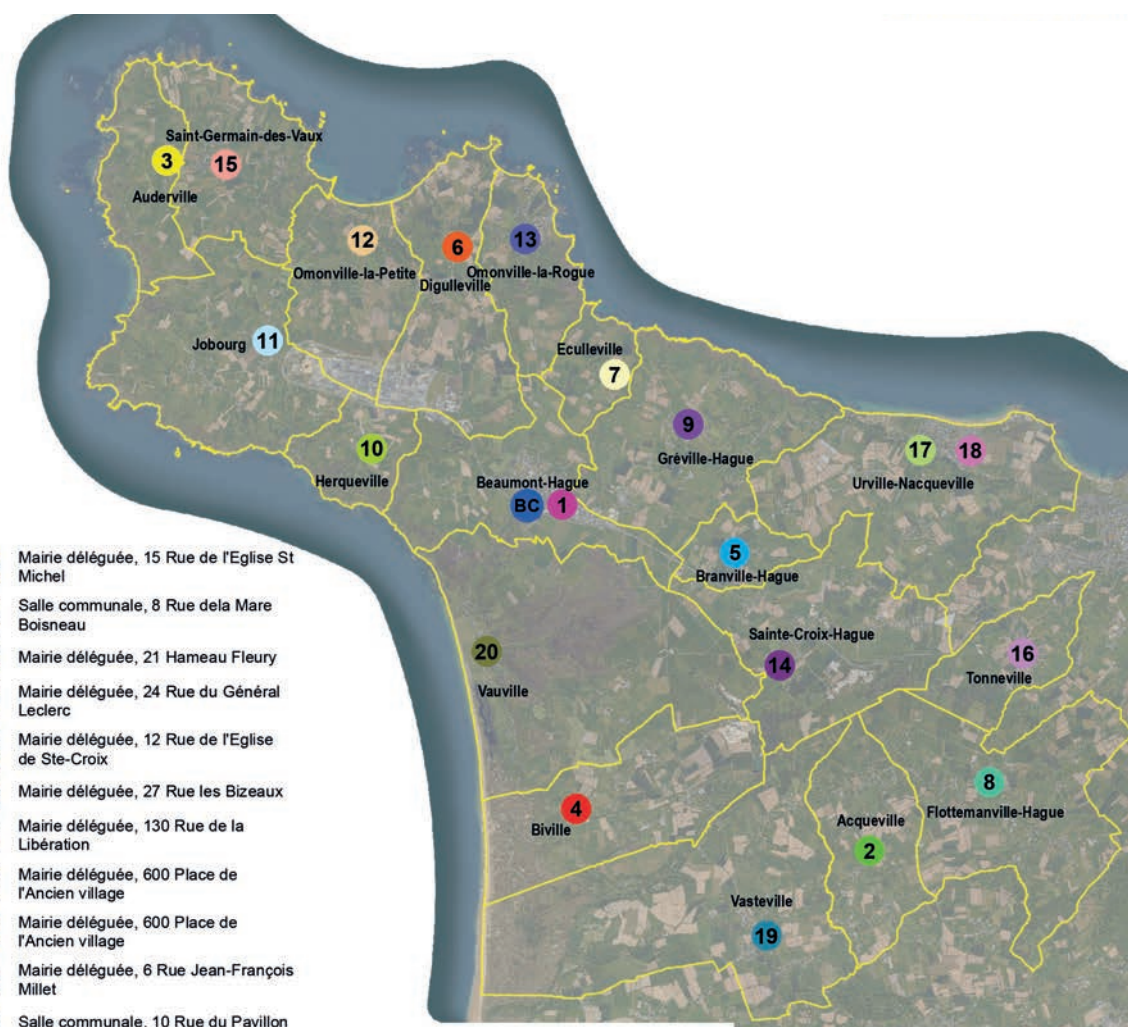 Saint-Germain-des-Vaux
3
15
Auderville
12
6
13
Omonville-la-Petite
Omonville-la-Rogue
Digulleville
11
Jobourg
Eculleville
7
9
10
Gréville-Hague
17
18
Herqueville
Beaumont-Hague
Urville-Nacqueville
BC
1
5
Branville-Hague
Sainte-Croix-Hague
20
14
16
Vauville
Tonneville
8
4
Flottemanville-Hague
Biville
Acqueville
2
Vasteville
19
Mairie déléguée, 15 Rue de l'Eglise St
Michel
Salle communale, 8 Rue dela Mare
Boisneau
Mairie déléguée, 21 Hameau Fleury
Mairie déléguée, 24 Rue du Général
Leclerc
Mairie déléguée, 12 Rue de l'Eglise
de Ste-Croix
Mairie déléguée, 27 Rue les Bizeaux
Mairie déléguée, 130 Rue de la
Libération
Mairie déléguée, 600 Place de
l'Ancien village
Mairie déléguée, 600 Place de
l'Ancien village
Mairie déléguée, 6 Rue Jean-François
Millet
Salle communale, 10 Rue du Pavillon